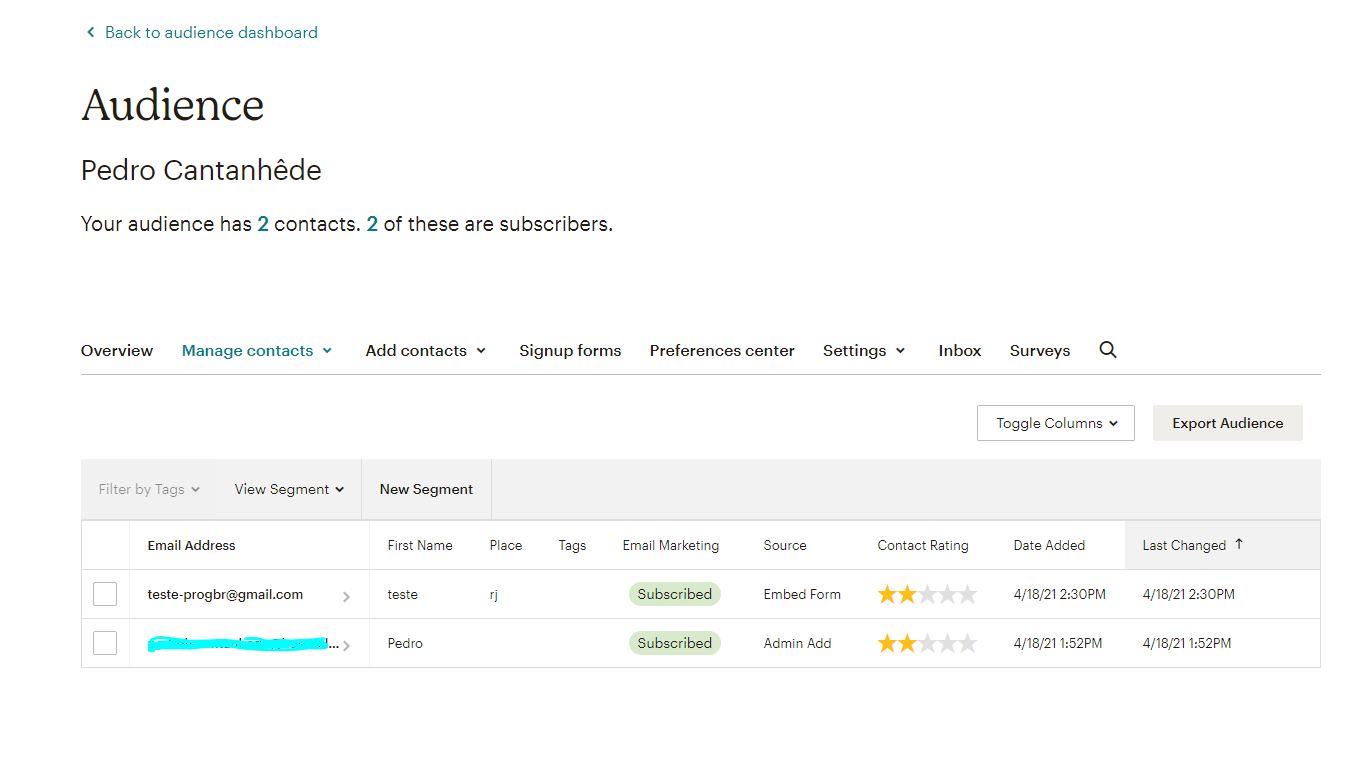 Back to audience dashboard
Audience
Pedro Cantanhêde
Your audience has 2 contacts. 2 of these are subscribers.
Overview Manage contacts Add contacts Signup forms Preferences center Settings Inbox Surveys
Toggle Columns Export Audience
Filter by Tags View Segment New Segment
Email Address First Name Place Tags Email Marketing Source Contact Rating Date Added Last Changed ↑
teste-progbr@gmail.com teste rj Subscribed Embed Form 4/18/21 2:30PM 4/18/21 2:30PM
... Pedro Subscribed Admin Add 4/18/21 1:52PM 4/18/21 1:52PM